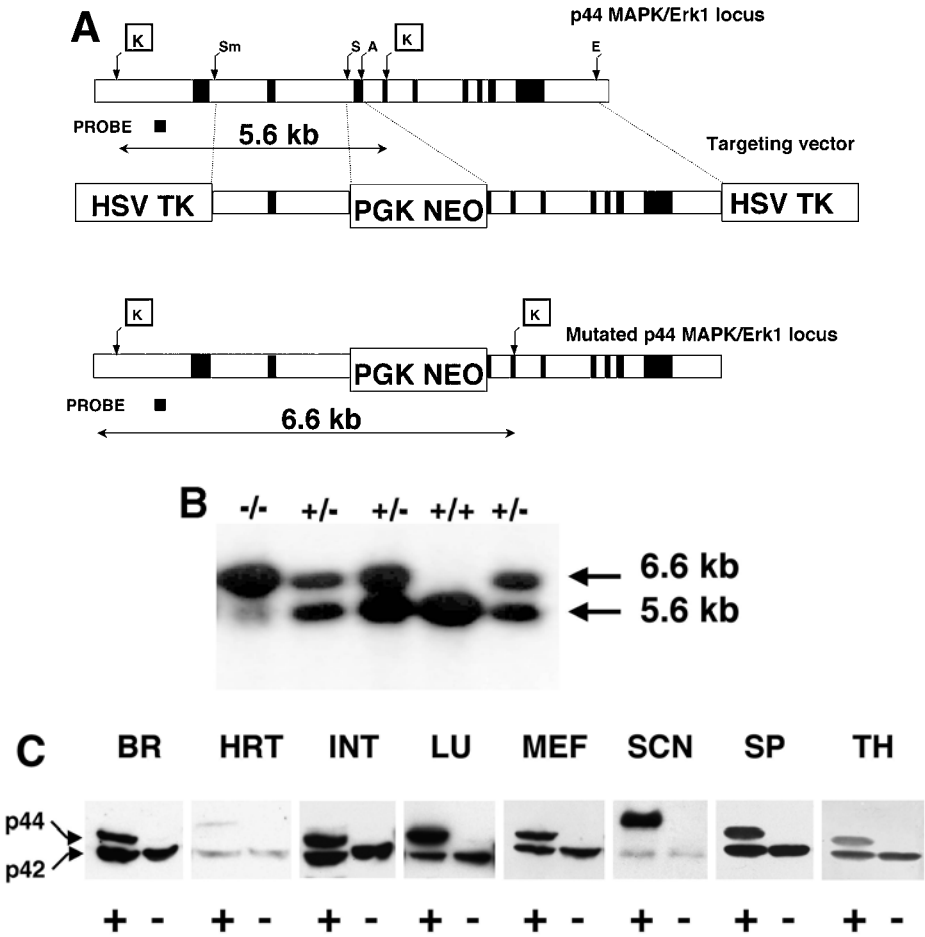 A
p44 MAPK/Erk1 locus
K
Sm
S
A
K
E
PROBE
5.6 kb
Targeting vector
HSV TK
PGK NEO
HSV TK
K
K
Mutated p44 MAPK/Erk1 locus
PGK NEO
PROBE
6.6 kb
B
-/- +/- +/- +/+ +/-
6.6 kb
5.6 kb
C
BR HRT INT LU MEF SCN SP TH
p44
p42
+ - + - + - + - + - + - + - + -